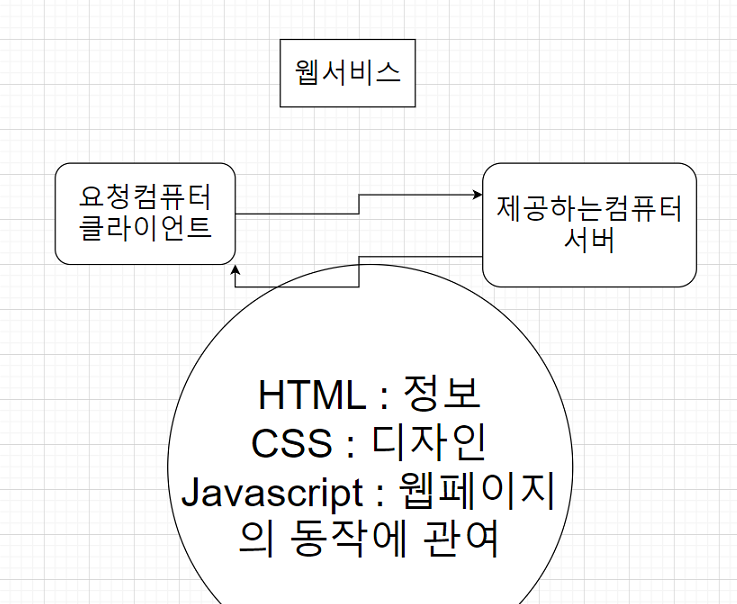 웹서비스
요청컴퓨터
클라이언트
제공하는컴퓨터
서버
HTML : 정보
CSS : 디자인
Javascript : 웹페이지
의 동작에 관여